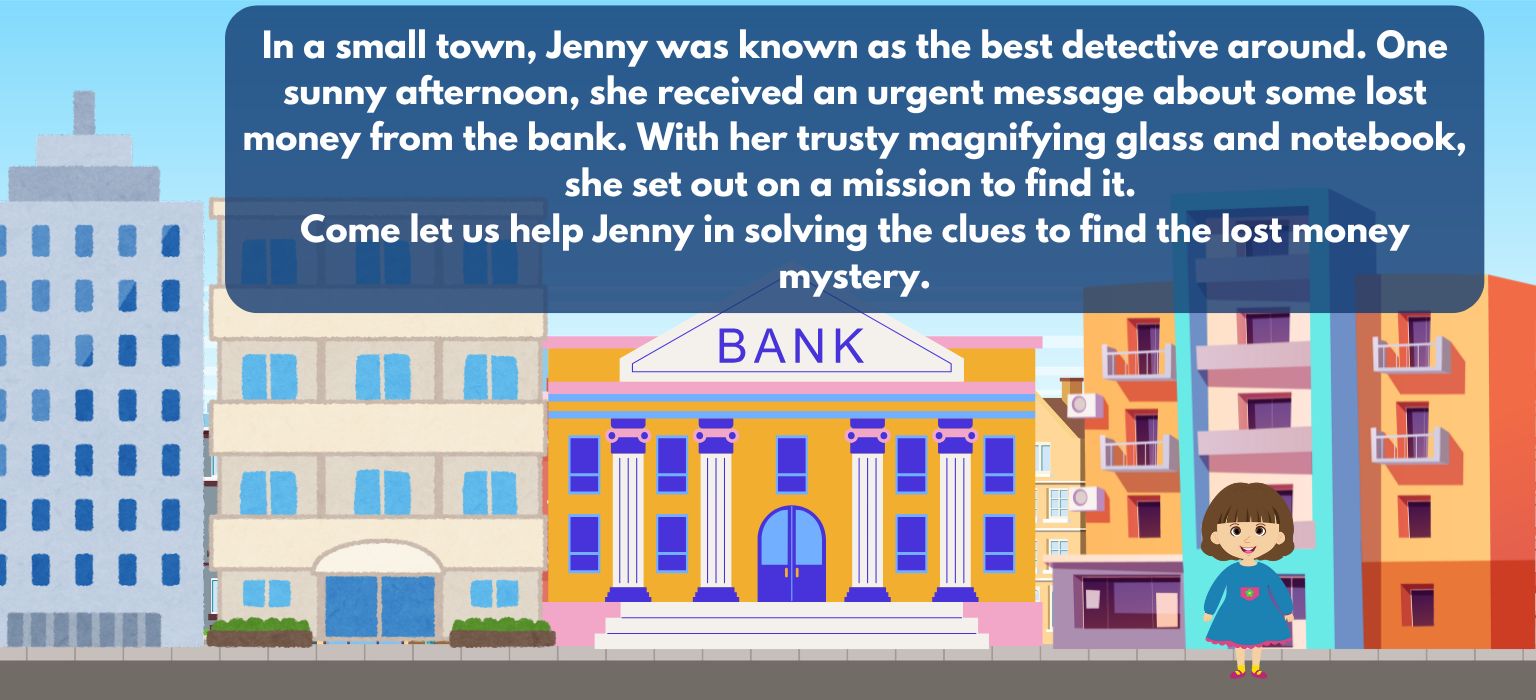 In a small town, Jenny was known as the best detective around. One
sunny afternoon, she received an urgent message about some lost
money from the bank. With her trusty magnifying glass and notebook,
she set out on a mission to find it.
Come let us help Jenny in solving the clues to find the lost money
mystery.
BANK